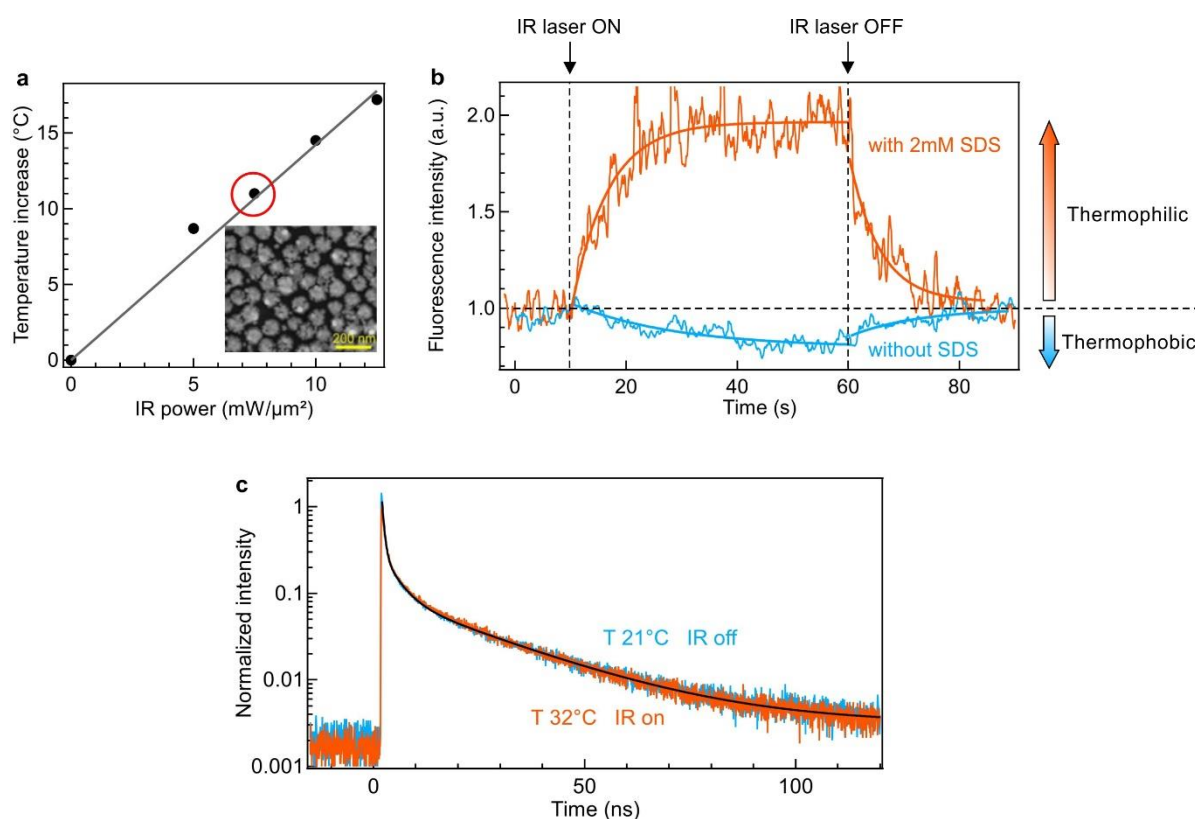 IR laser ON
IR laser OFF
a
Temperature increase (°C)
15
10
5
0
0
5
10
IR power (mW/µm²)
200 nm
b
Fluorescence intensity (a.u.)
2.0
1.5
1.0
with 2mM SDS
without SDS
0
20
40
60
80
Time (s)
Thermophilic
Thermophobic
c
Normalized intensity
1
0.1
0.01
0.001
T 21°C IR off
T 32°C IR on
0
50
100
Time (ns)